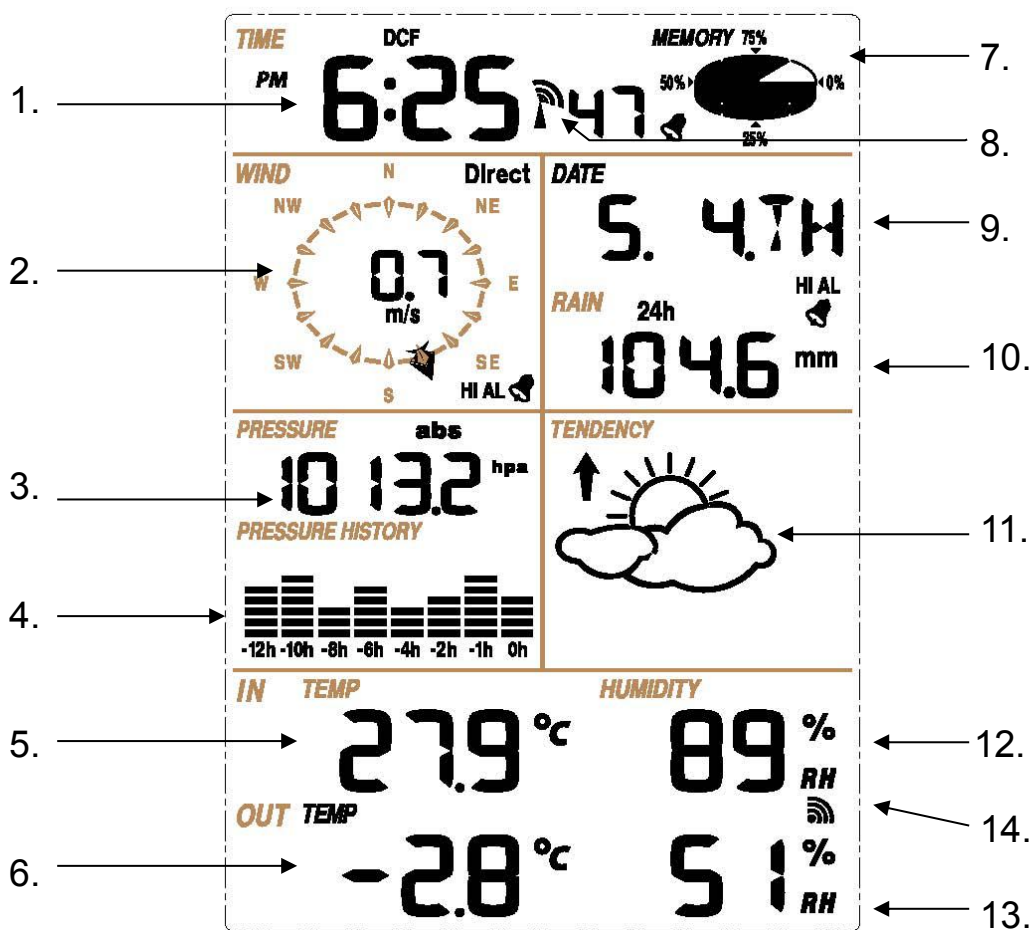 TIME DCF MEMORY 75%
PM 6:25 47 50% 0%
25%
1.
7.
8.
WIND N Direct
NW NE
W 0.7 E
m/s
SW SE
S HI AL
2.
DATE
5. 4. TH
9.
RAIN 24h HI AL
104.6 mm
10.
PRESSURE abs
1013.2 hpa
3.
PRESSURE HISTORY
4.
-12h -10h -8h -6h -4h -2h -1h 0h
TENDENCY
11.
IN TEMP HUMIDITY
5. 27.9 °C 89 % 12.
RH
14.
OUT TEMP
6. -2.8 °C 51 %
RH 13.